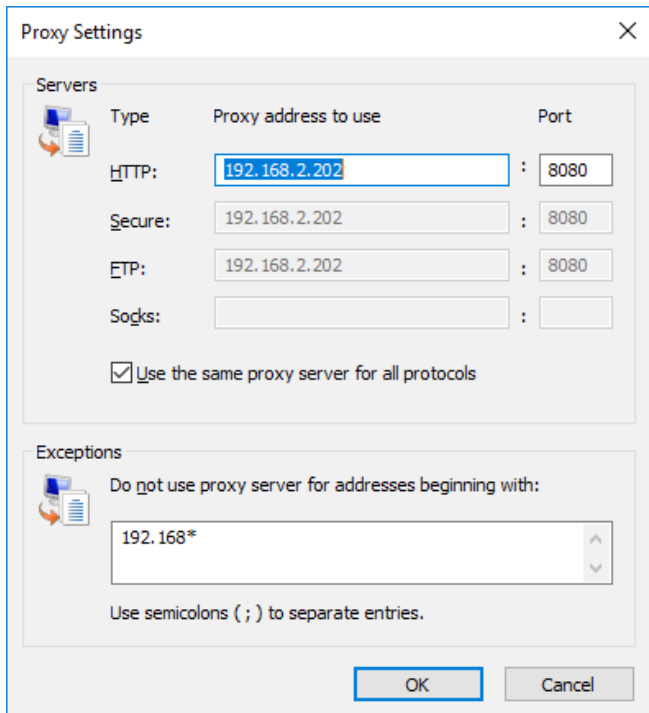 Proxy Settings
Servers
Type Proxy address to use Port
HTTP: 192.168.2.202 : 8080
Secure: 192.168.2.202 : 8080
FTP: 192.168.2.202 : 8080
Socks: :
Use the same proxy server for all protocols
Exceptions
Do not use proxy server for addresses beginning with:
192.168*
Use semicolons ( ; ) to separate entries.
OK Cancel